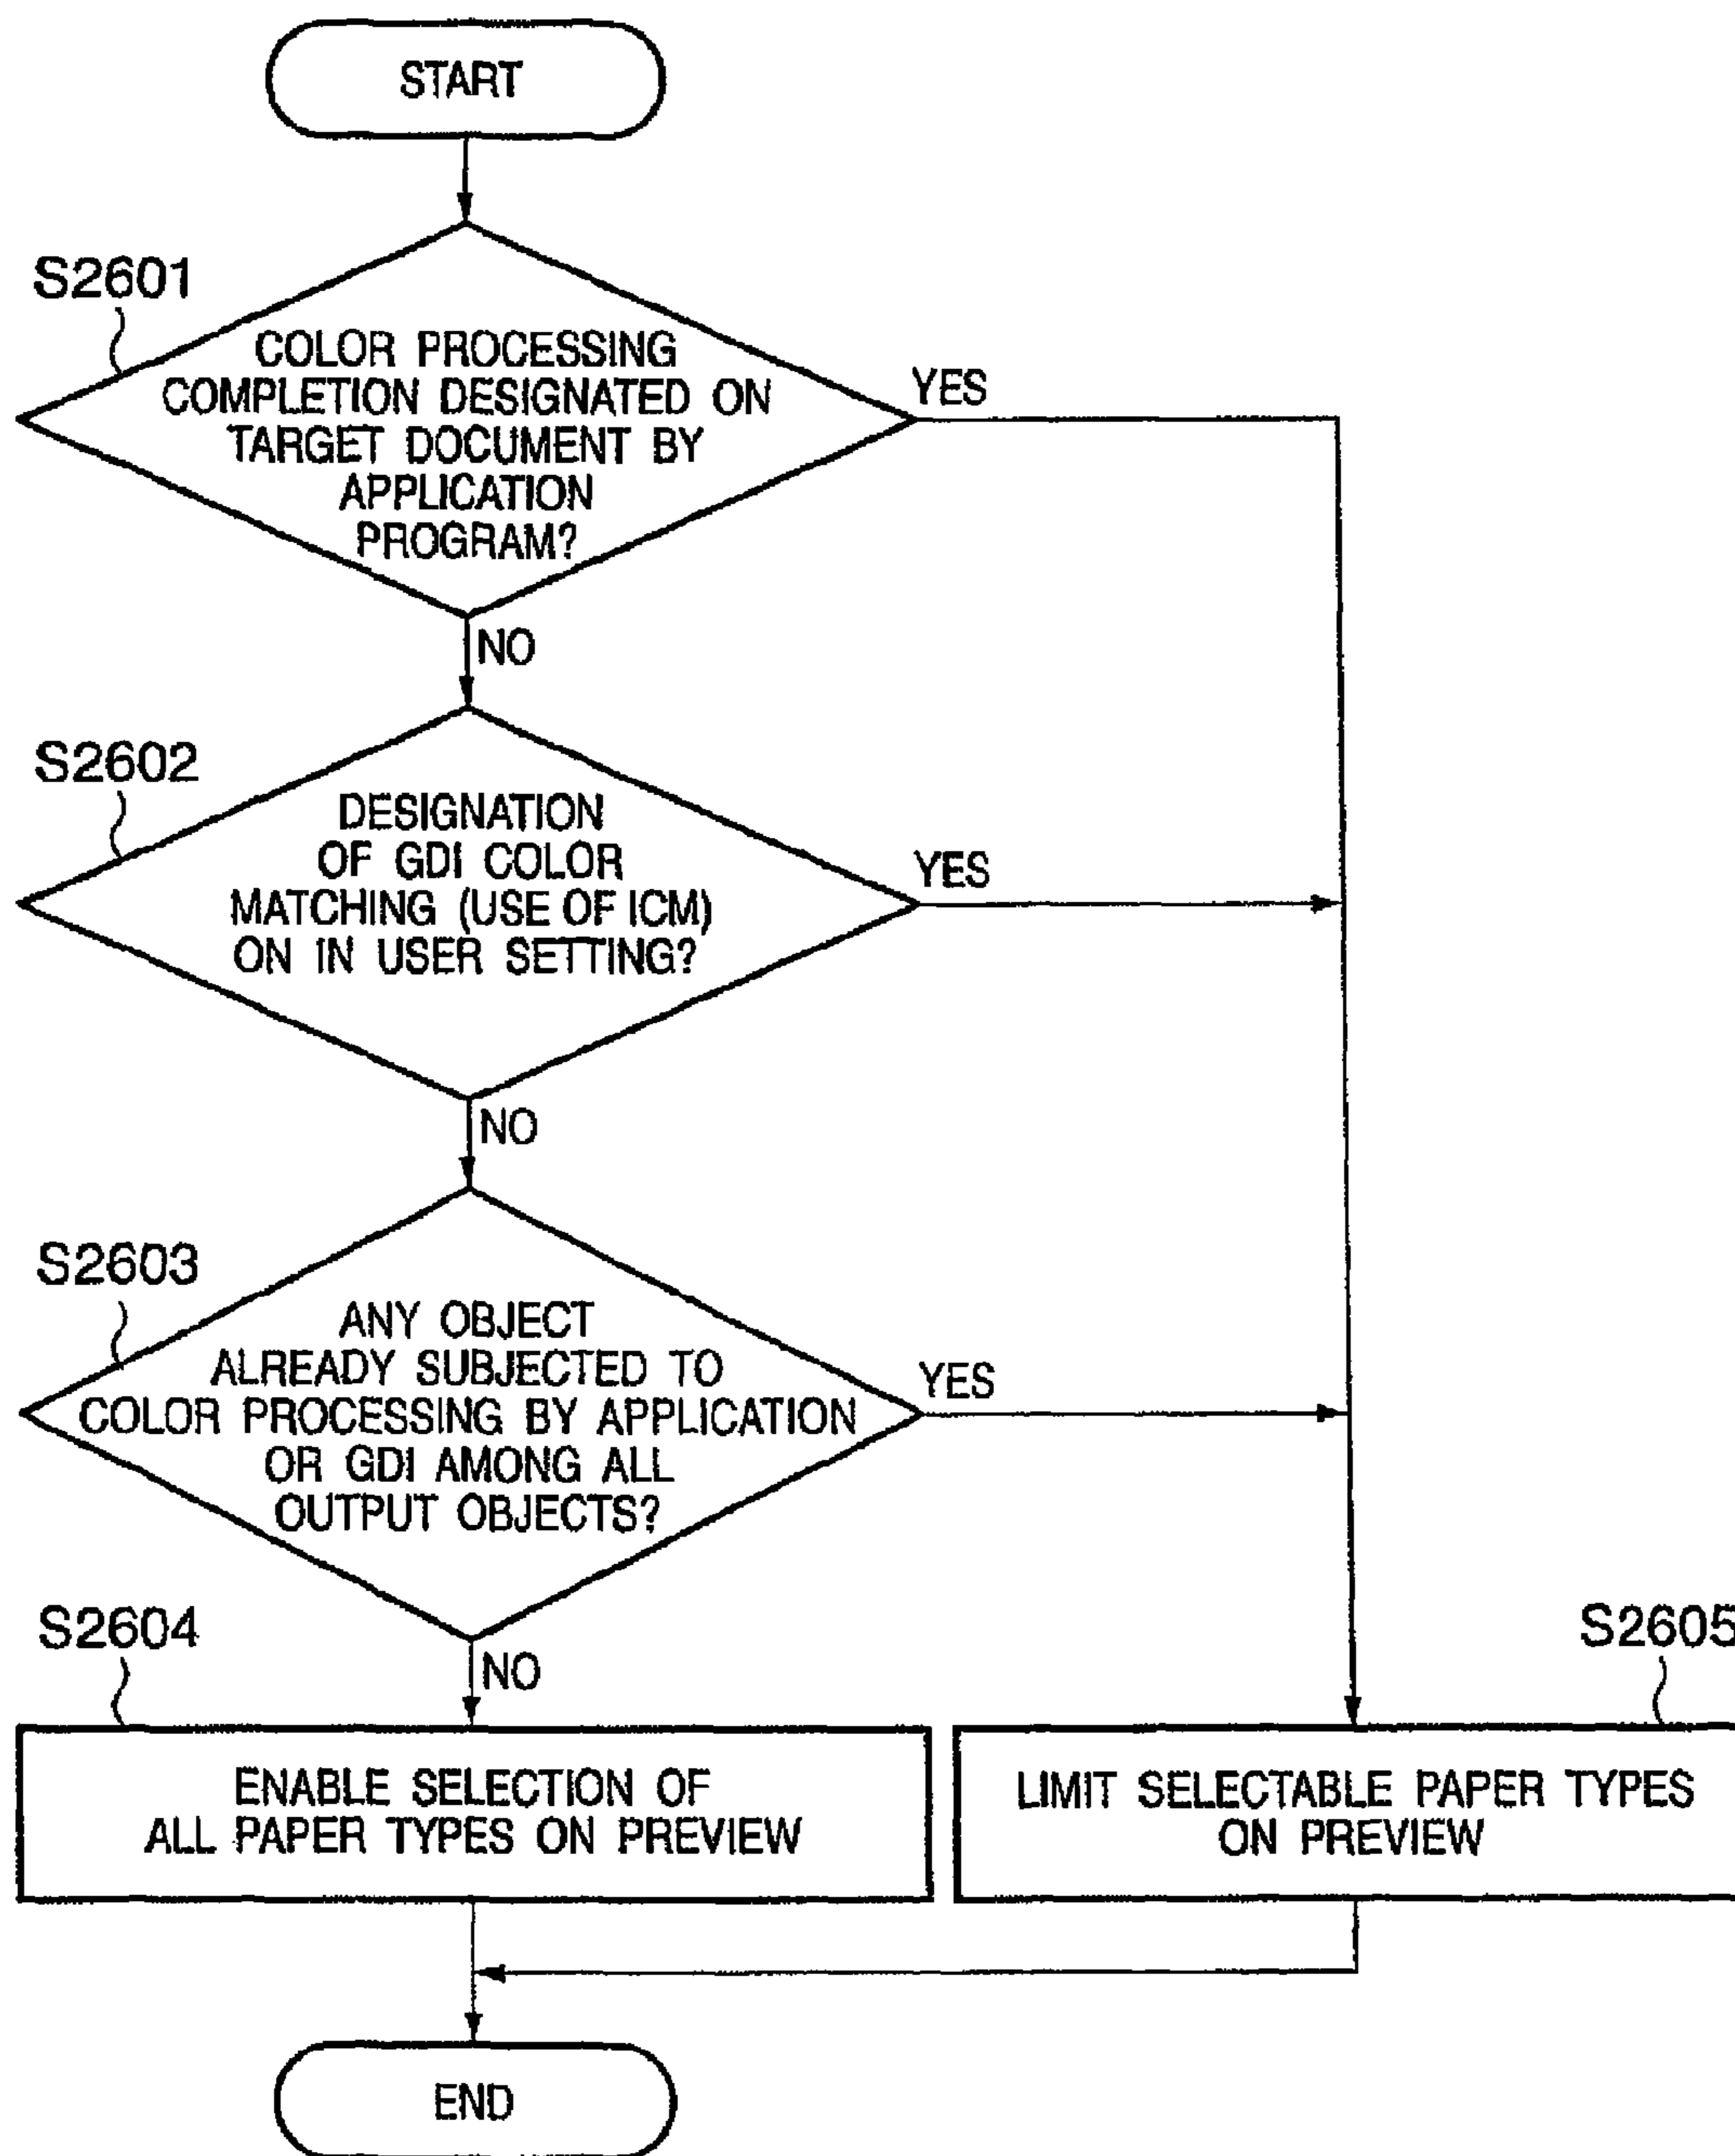 START
S2601
COLOR PROCESSING
COMPLETION DESIGNATED ON
TARGET DOCUMENT BY
APPLICATION
PROGRAM?
YES
NO
S2602
DESIGNATION
OF GDI COLOR
MATCHING (USE OF ICM)
ON IN USER SETTING?
YES
NO
S2603
ANY OBJECT
ALREADY SUBJECTED TO
COLOR PROCESSING BY APPLICATION
OR GDI AMONG ALL
OUTPUT OBJECTS?
YES
NO
S2604
ENABLE SELECTION OF
ALL PAPER TYPES ON PREVIEW
S2605
LIMIT SELECTABLE PAPER TYPES
ON PREVIEW
END